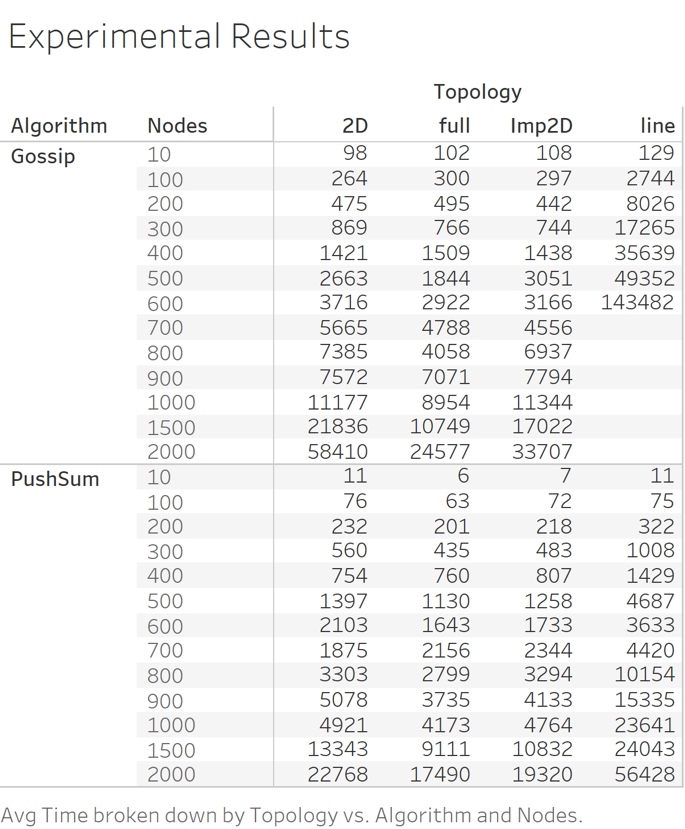 Experimental Results
Topology
Algorithm Nodes 2D full Imp2D line
Gossip 10 98 102 108 129
100 264 300 297 2744
200 475 495 442 8026
300 869 766 744 17265
400 1421 1509 1438 35639
500 2663 1844 3051 49352
600 3716 2922 3166 143482
700 5665 4788 4556
800 7385 4058 6937
900 7572 7071 7794
1000 11177 8954 11344
1500 21836 10749 17022
2000 58410 24577 33707
PushSum 10 11 6 7 11
100 76 63 72 75
200 232 201 218 322
300 560 435 483 1008
400 754 760 807 1429
500 1397 1130 1258 4687
600 2103 1643 1733 3633
700 1875 2156 2344 4420
800 3303 2799 3294 10154
900 5078 3735 4133 15335
1000 4921 4173 4764 23641
1500 13343 9111 10832 24043
2000 22768 17490 19320 56428
Avg Time broken down by Topology vs. Algorithm and Nodes.